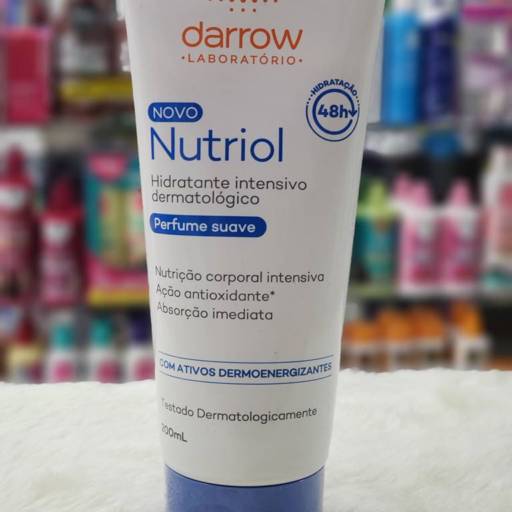 darrow
•LABORATÓRIO•
HIDRATAÇÃO
48h
NOVO
Nutriol
Hidratante intensivo
dermatológico
Perfume suave
Nutrição corporal intensiva
Ação antioxidante*
Absorção imediata
COM ATIVOS DERMOENERGIZANTES
Testado Dermatologicamente
200mL